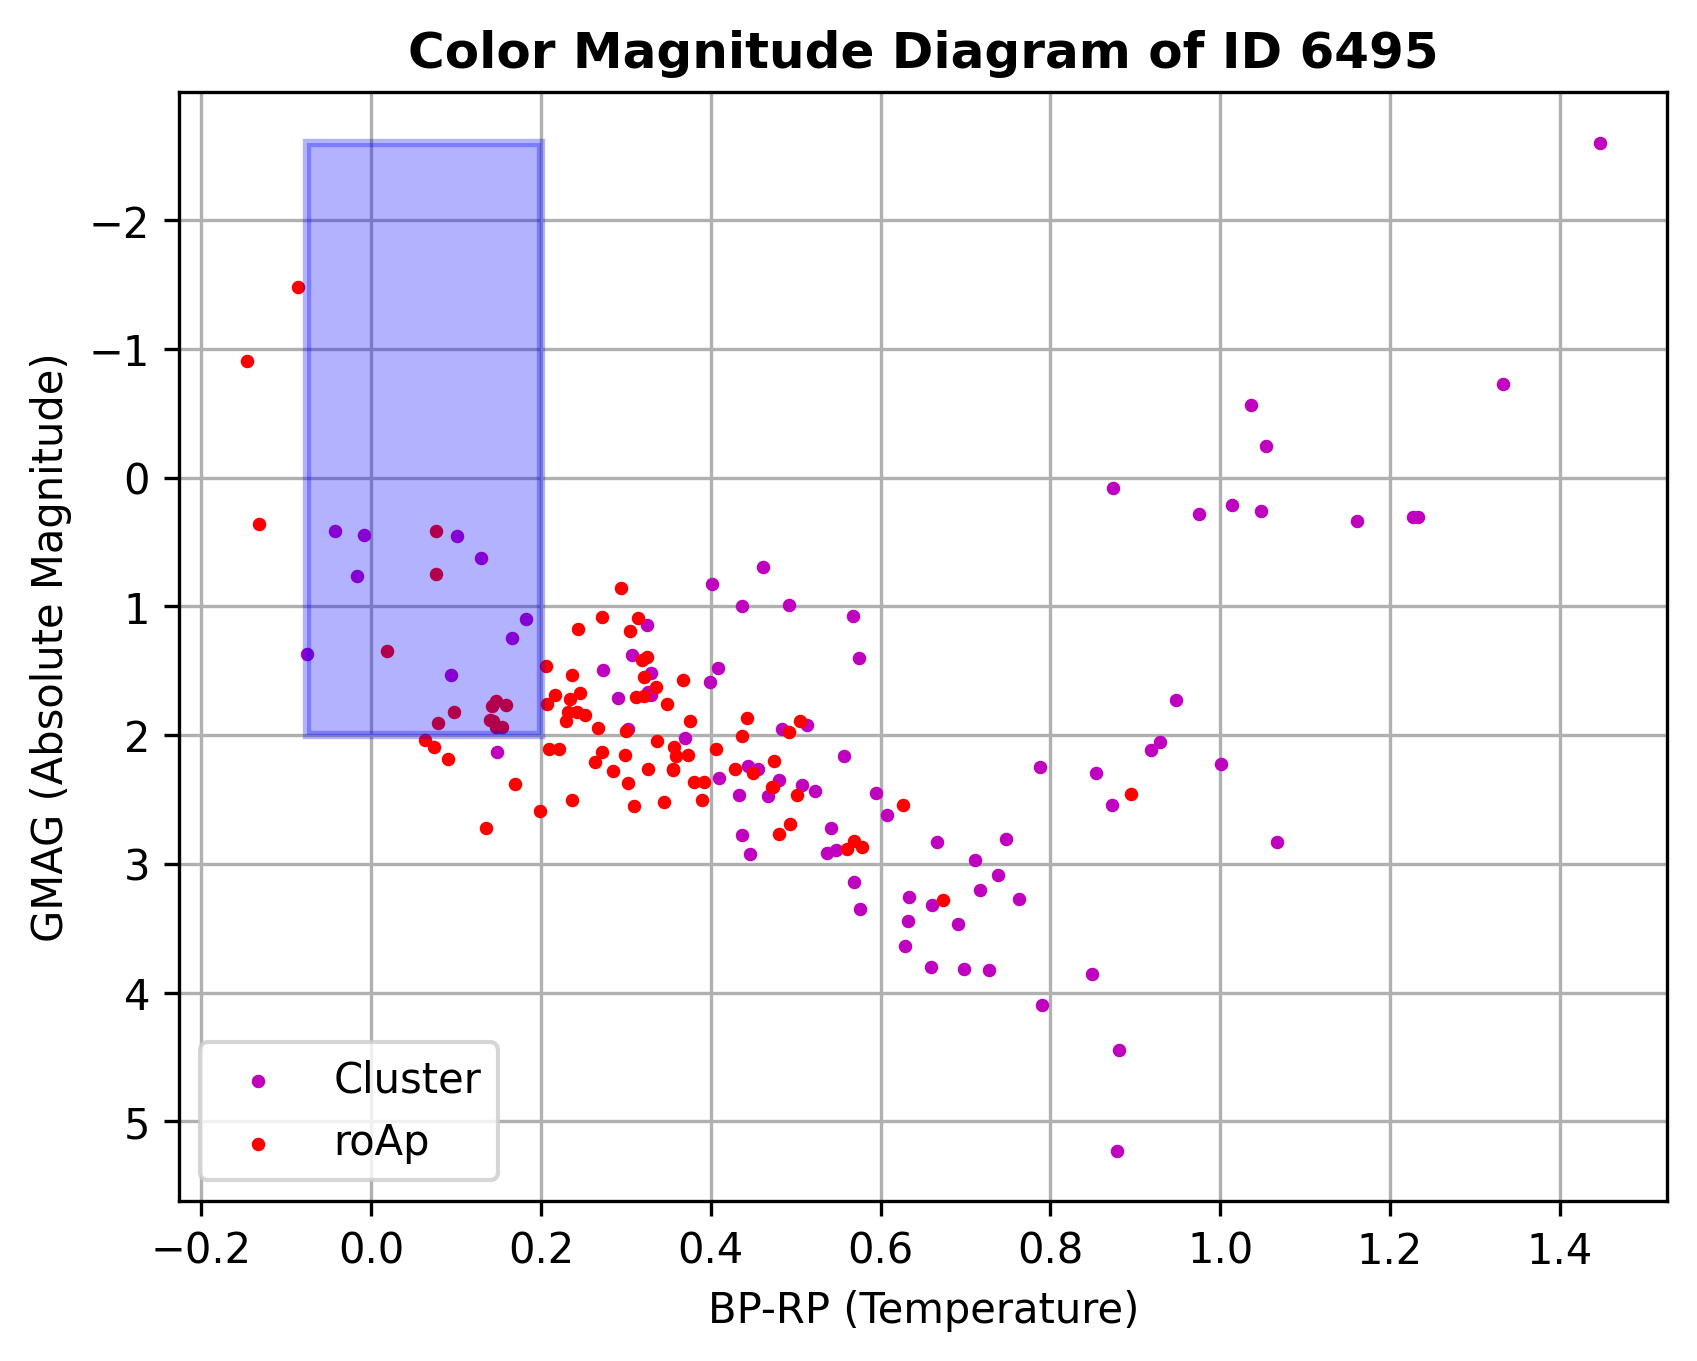 Color Magnitude Diagram of ID 6495
GMAG (Absolute Magnitude)
−2
−1
0
1
2
3
4
5
Cluster
roAp
−0.2 0.0 0.2 0.4 0.6 0.8 1.0 1.2 1.4
BP-RP (Temperature)